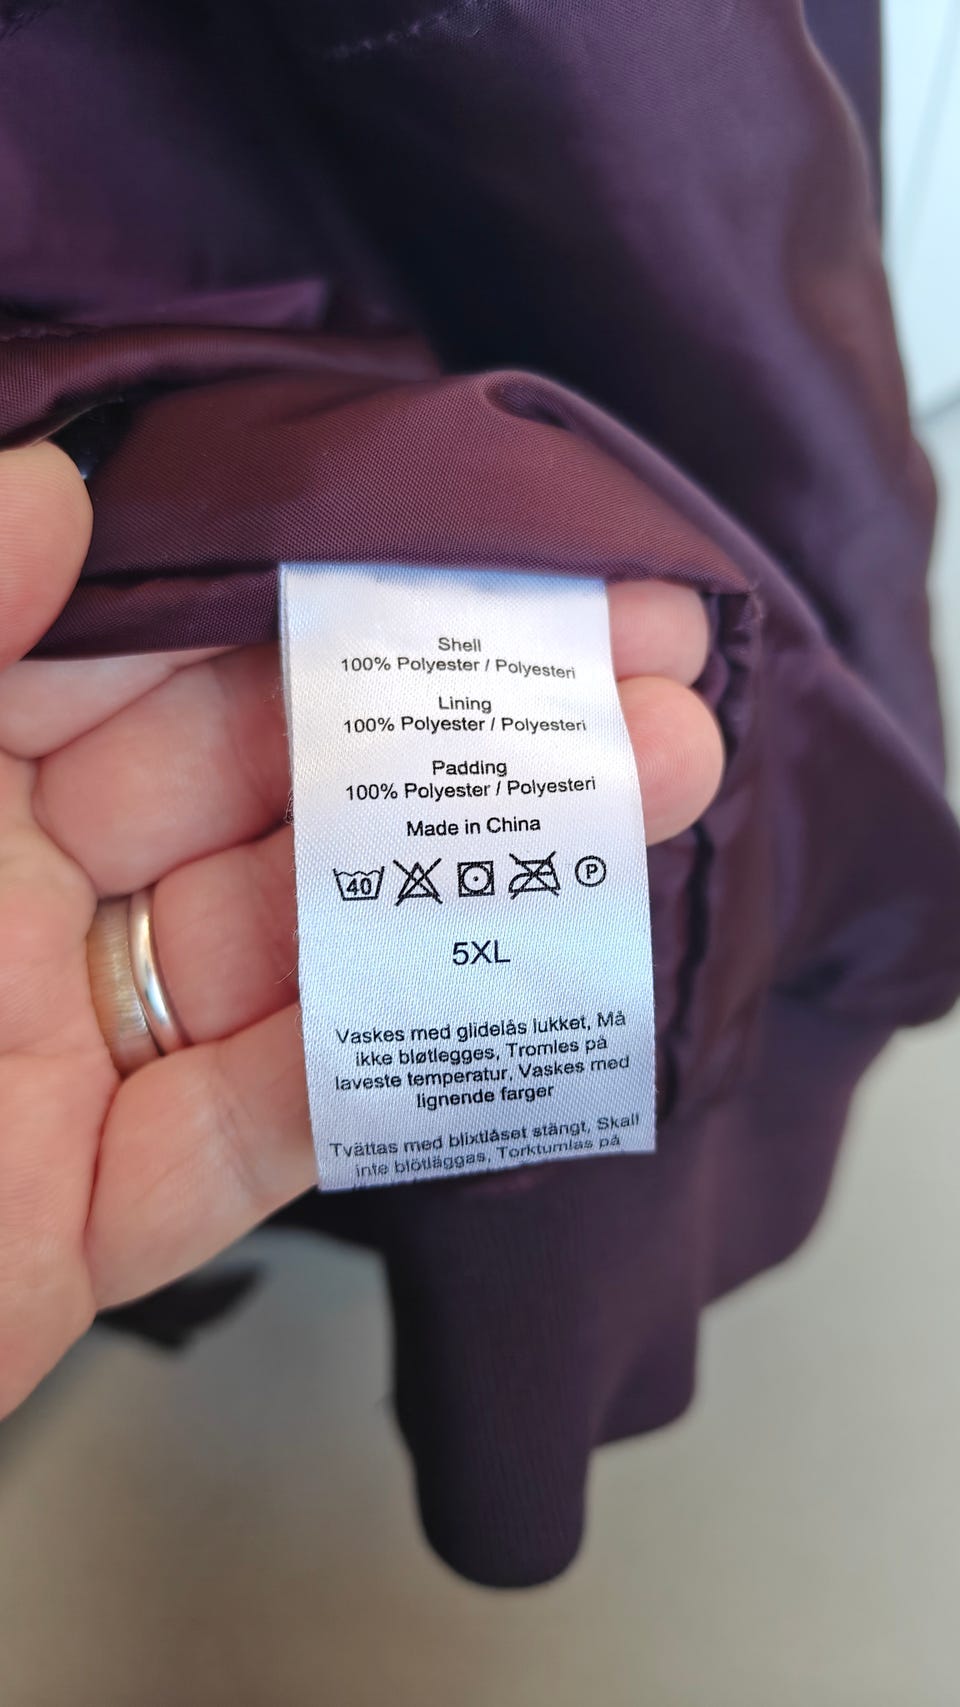 Shell
100% Polyester / Polyesteri
Lining
100% Polyester / Polyesteri
Padding
100% Polyester / Polyesteri
Made in China
40 P
5XL
Vaskes med glidelås lukket, Må
ikke bløtlegges, Tromles på
laveste temperatur, Vaskes med
lignende farger
Tvättas med blixtlåset stängt, Skall
inte blötläggas, Torktumlas på